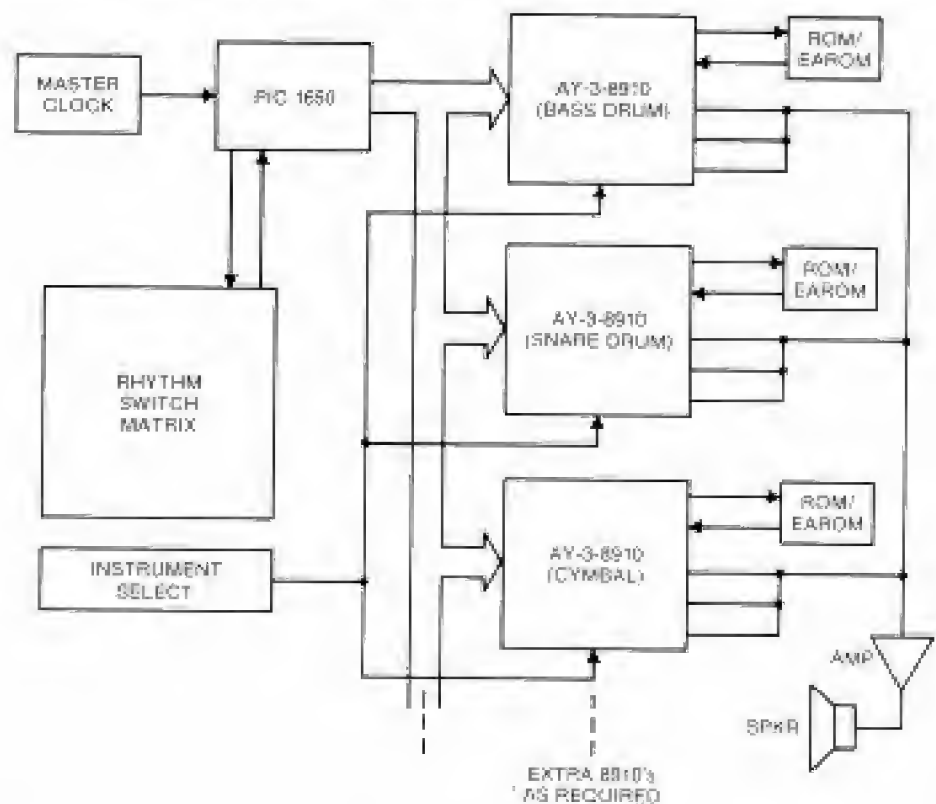 MASTER
CLOCK
PIC 1650
AY-3-8910
(BASS DRUM)
ROM/
EAROM
AY-3-8910
(SNARE DRUM)
ROM/
EAROM
RHYTHM
SWITCH
MATRIX
AY-3-8910
(CYMBAL)
ROM/
EAROM
INSTRUMENT
SELECT
AMP
SPKR
EXTRA 8910's
AS REQUIRED